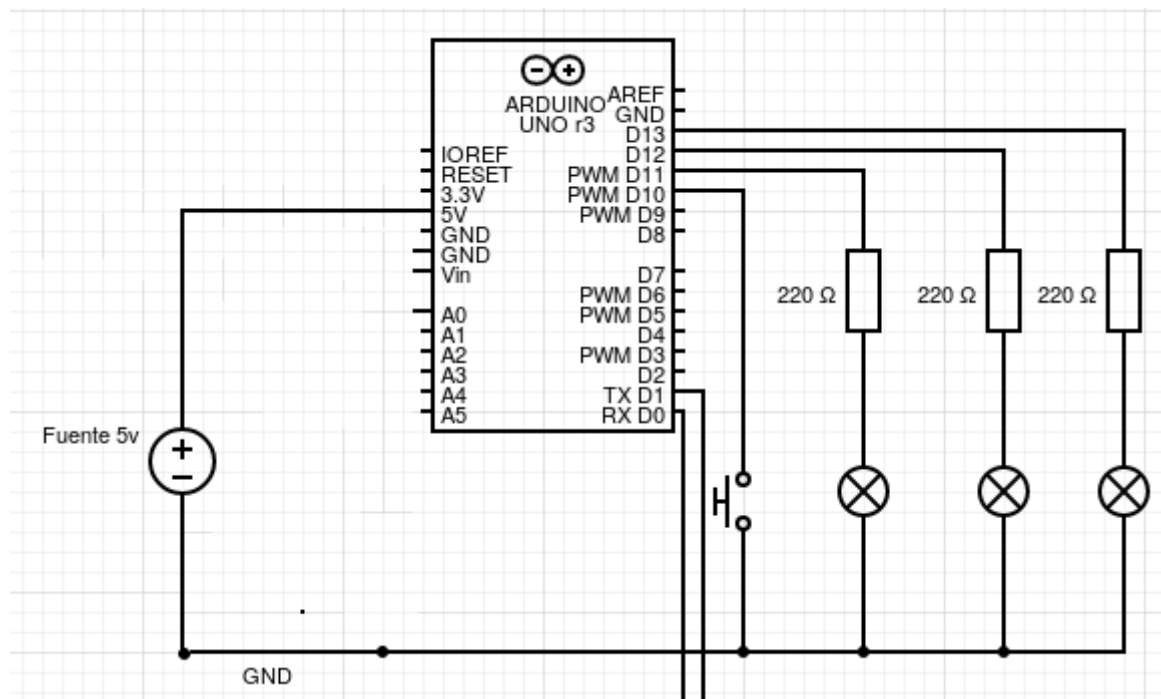 ARDUINO
UNO r3
AREF
GND
D13
D12
PWM D11
PWM D10
PWM D9
D8
D7
PWM D6
PWM D5
D4
PWM D3
D2
TX D1
RX D0
IOREF
RESET
3.3V
5V
GND
GND
Vin
A0
A1
A2
A3
A4
A5
220 Ω
220 Ω
220 Ω
Fuente 5v
GND